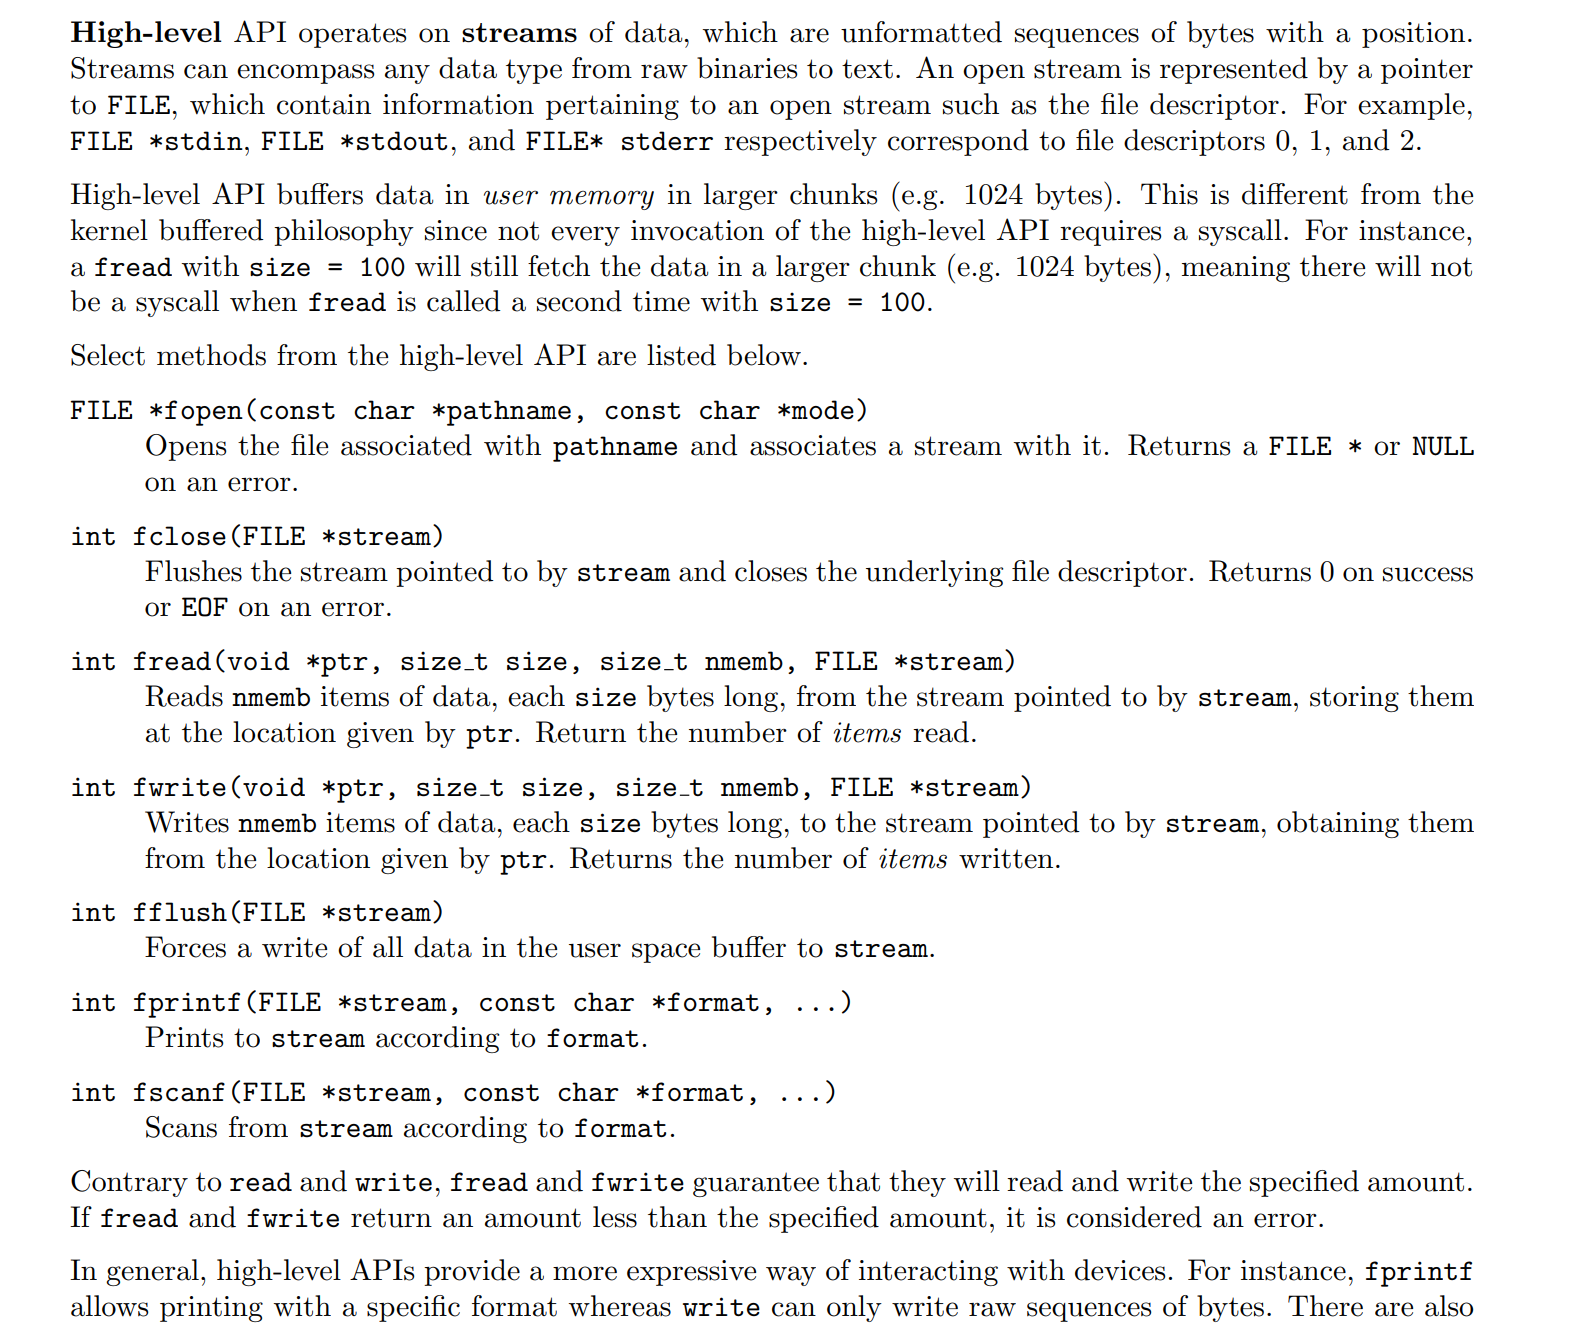 High-level API operates on streams of data, which are unformatted sequences of bytes with a position.
Streams can encompass any data type from raw binaries to text. An open stream is represented by a pointer
to FILE, which contain information pertaining to an open stream such as the file descriptor. For example,
FILE *stdin, FILE *stdout, and FILE* stderr respectively correspond to file descriptors 0, 1, and 2.
High-level API buffers data in user memory in larger chunks (e.g. 1024 bytes). This is different from the
kernel buffered philosophy since not every invocation of the high-level API requires a syscall. For instance,
a fread with size = 100 will still fetch the data in a larger chunk (e.g. 1024 bytes), meaning there will not
be a syscall when fread is called a second time with size = 100.
Select methods from the high-level API are listed below.
FILE *fopen(const char *pathname, const char *mode)
Opens the file associated with pathname and associates a stream with it. Returns a FILE * or NULL
on an error.
int fclose(FILE *stream)
Flushes the stream pointed to by stream and closes the underlying file descriptor. Returns 0 on success
or EOF on an error.
int fread(void *ptr, size_t size, size_t nmemb, FILE *stream)
Reads nmemb items of data, each size bytes long, from the stream pointed to by stream, storing them
at the location given by ptr. Return the number of items read.
int fwrite(void *ptr, size_t size, size_t nmemb, FILE *stream)
Writes nmemb items of data, each size bytes long, to the stream pointed to by stream, obtaining them
from the location given by ptr. Returns the number of items written.
int fflush(FILE *stream)
Forces a write of all data in the user space buffer to stream.
int fprintf(FILE *stream, const char *format, ...)
Prints to stream according to format.
int fscanf(FILE *stream, const char *format, ...)
Scans from stream according to format.
Contrary to read and write, fread and fwrite guarantee that they will read and write the specified amount.
If fread and fwrite return an amount less than the specified amount, it is considered an error.
In general, high-level APIs provide a more expressive way of interacting with devices. For instance, fprintf
allows printing with a specific format whereas write can only write raw sequences of bytes. There are also